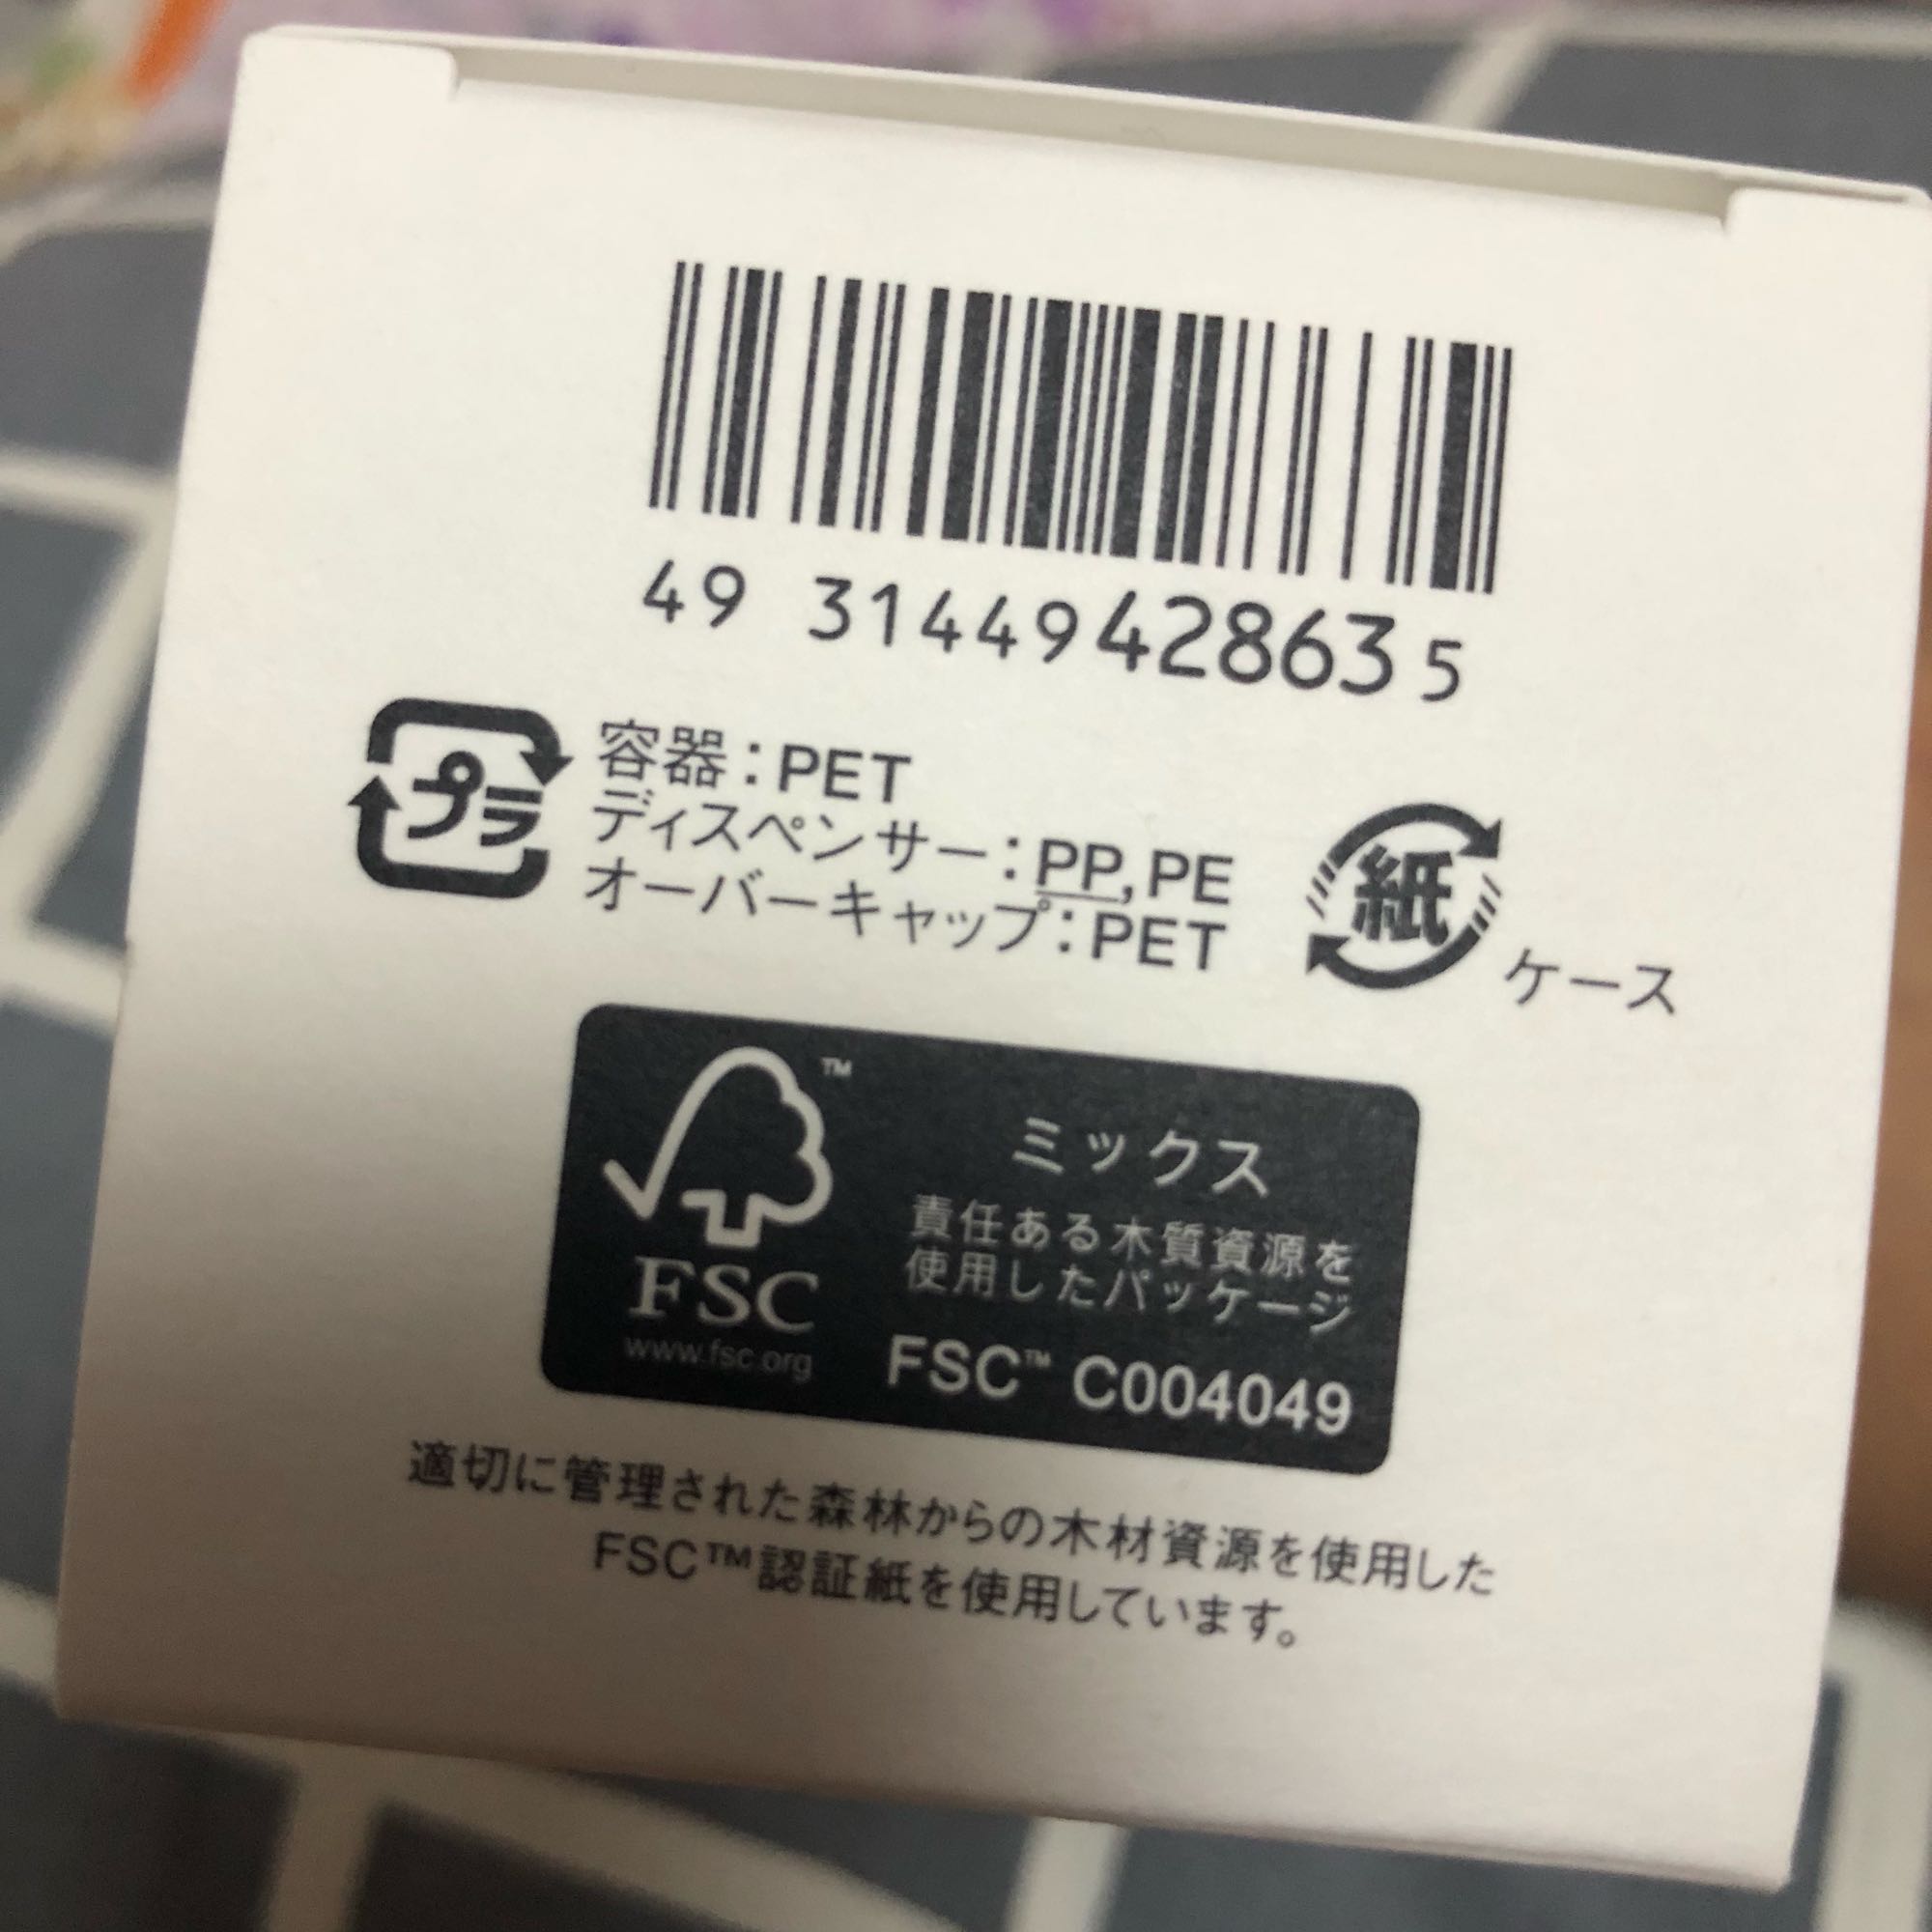 49 31449428635
プラ
容器:PET
ディスペンサー:PP,PE
オーバーキャップ:PET
紙 ケース
TM
FSC
www.fsc.org
ミックス
責任ある木質資源を
使用したパッケージ
FSC™ C004049
適切に管理された森林からの木材資源を使用した
FSC™認証紙を使用しています。